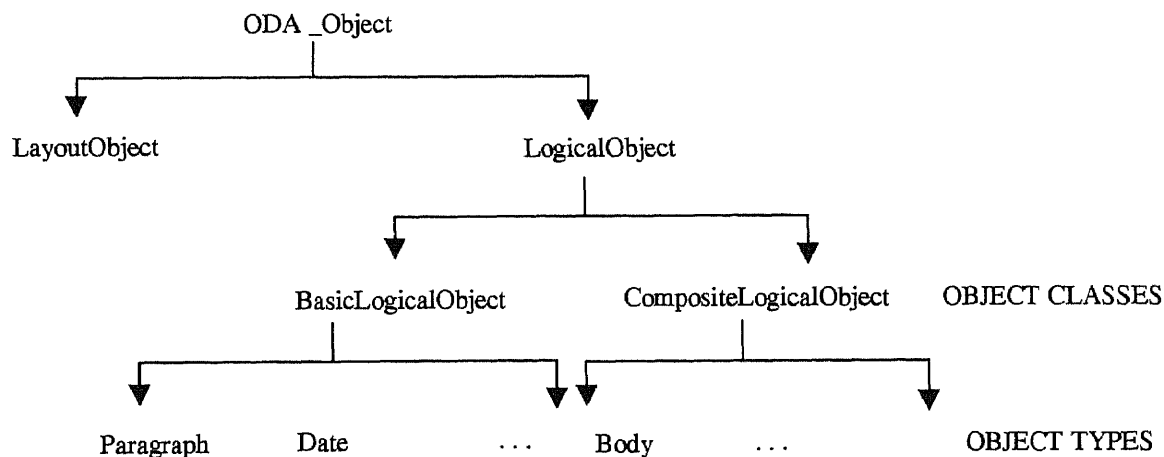 ODA _Object
LayoutObject LogicalObject
BasicLogicalObject CompositeLogicalObject OBJECT CLASSES
Paragraph Date ... Body ... OBJECT TYPES